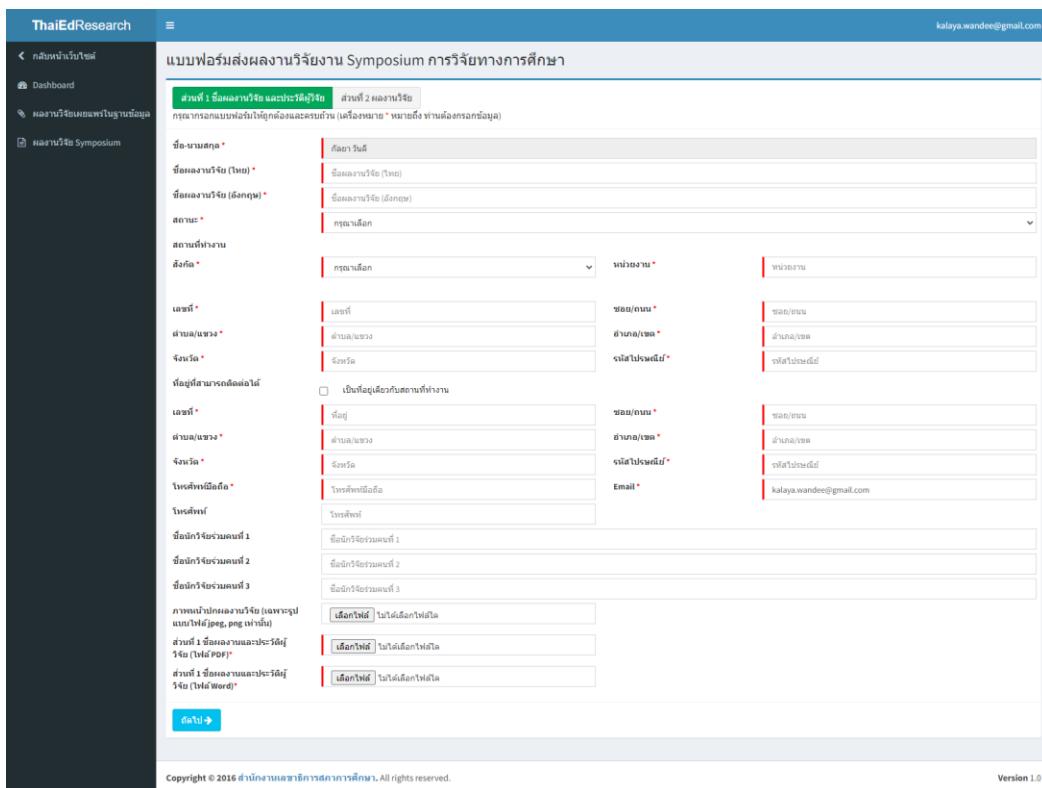 ThaiEdResearch
kalaya.wandee@gmail.com
กลับหน้าเว็บไซต์
Dashboard
ผลงานวิจัยเผยแพร่ในฐานข้อมูล
ผลงานวิจัย Symposium
แบบฟอร์มส่งผลงานวิจัยงาน Symposium การวิจัยทางการศึกษา
ส่วนที่ 1 ชื่อผลงานวิจัย และประวัติผู้วิจัย ส่วนที่ 2 ผลงานวิจัย
กรุณากรอกแบบฟอร์มให้ถูกต้องและครบถ้วน (เครื่องหมาย * หมายถึง ท่านต้องกรอกข้อมูล)
ชื่อ-นามสกุล * กัลยา วันดี
ชื่อผลงานวิจัย (ไทย) * ชื่อผลงานวิจัย (ไทย)
ชื่อผลงานวิจัย (อังกฤษ) * ชื่อผลงานวิจัย (อังกฤษ)
สถานะ * กรุณาเลือก
สถานที่ทำงาน
สังกัด * กรุณาเลือก หน่วยงาน * หน่วยงาน
เลขที่ * เลขที่ ซอย/ถนน * ซอย/ถนน
ตำบล/แขวง * ตำบล/แขวง อำเภอ/เขต * อำเภอ/เขต
จังหวัด * จังหวัด รหัสไปรษณีย์ * รหัสไปรษณีย์
ที่อยู่ที่สามารถติดต่อได้ เป็นที่อยู่เดียวกับสถานที่ทำงาน
เลขที่ * ที่อยู่ ซอย/ถนน * ซอย/ถนน
ตำบล/แขวง * ตำบล/แขวง อำเภอ/เขต * อำเภอ/เขต
จังหวัด * จังหวัด รหัสไปรษณีย์ * รหัสไปรษณีย์
โทรศัพท์มือถือ * โทรศัพท์มือถือ Email * kalaya.wandee@gmail.com
โทรศัพท์ โทรศัพท์
ชื่อนักวิจัยร่วมคนที่ 1 ชื่อนักวิจัยร่วมคนที่ 1
ชื่อนักวิจัยร่วมคนที่ 2 ชื่อนักวิจัยร่วมคนที่ 2
ชื่อนักวิจัยร่วมคนที่ 3 ชื่อนักวิจัยร่วมคนที่ 3
ภาพหน้าปกผลงานวิจัย (เฉพาะรูป
แบบไฟล์ jpeg, png เท่านั้น) เลือกไฟล์ ไม่ได้เลือกไฟล์ใด
ส่วนที่ 1 ชื่อผลงานและประวัติผู้
วิจัย (ไฟล์ PDF)* เลือกไฟล์ ไม่ได้เลือกไฟล์ใด
ส่วนที่ 1 ชื่อผลงานและประวัติผู้
วิจัย (ไฟล์ Word)* เลือกไฟล์ ไม่ได้เลือกไฟล์ใด
ถัดไป
Copyright © 2016 สำนักงานเลขาธิการสภาการศึกษา. All rights reserved. Version 1.0